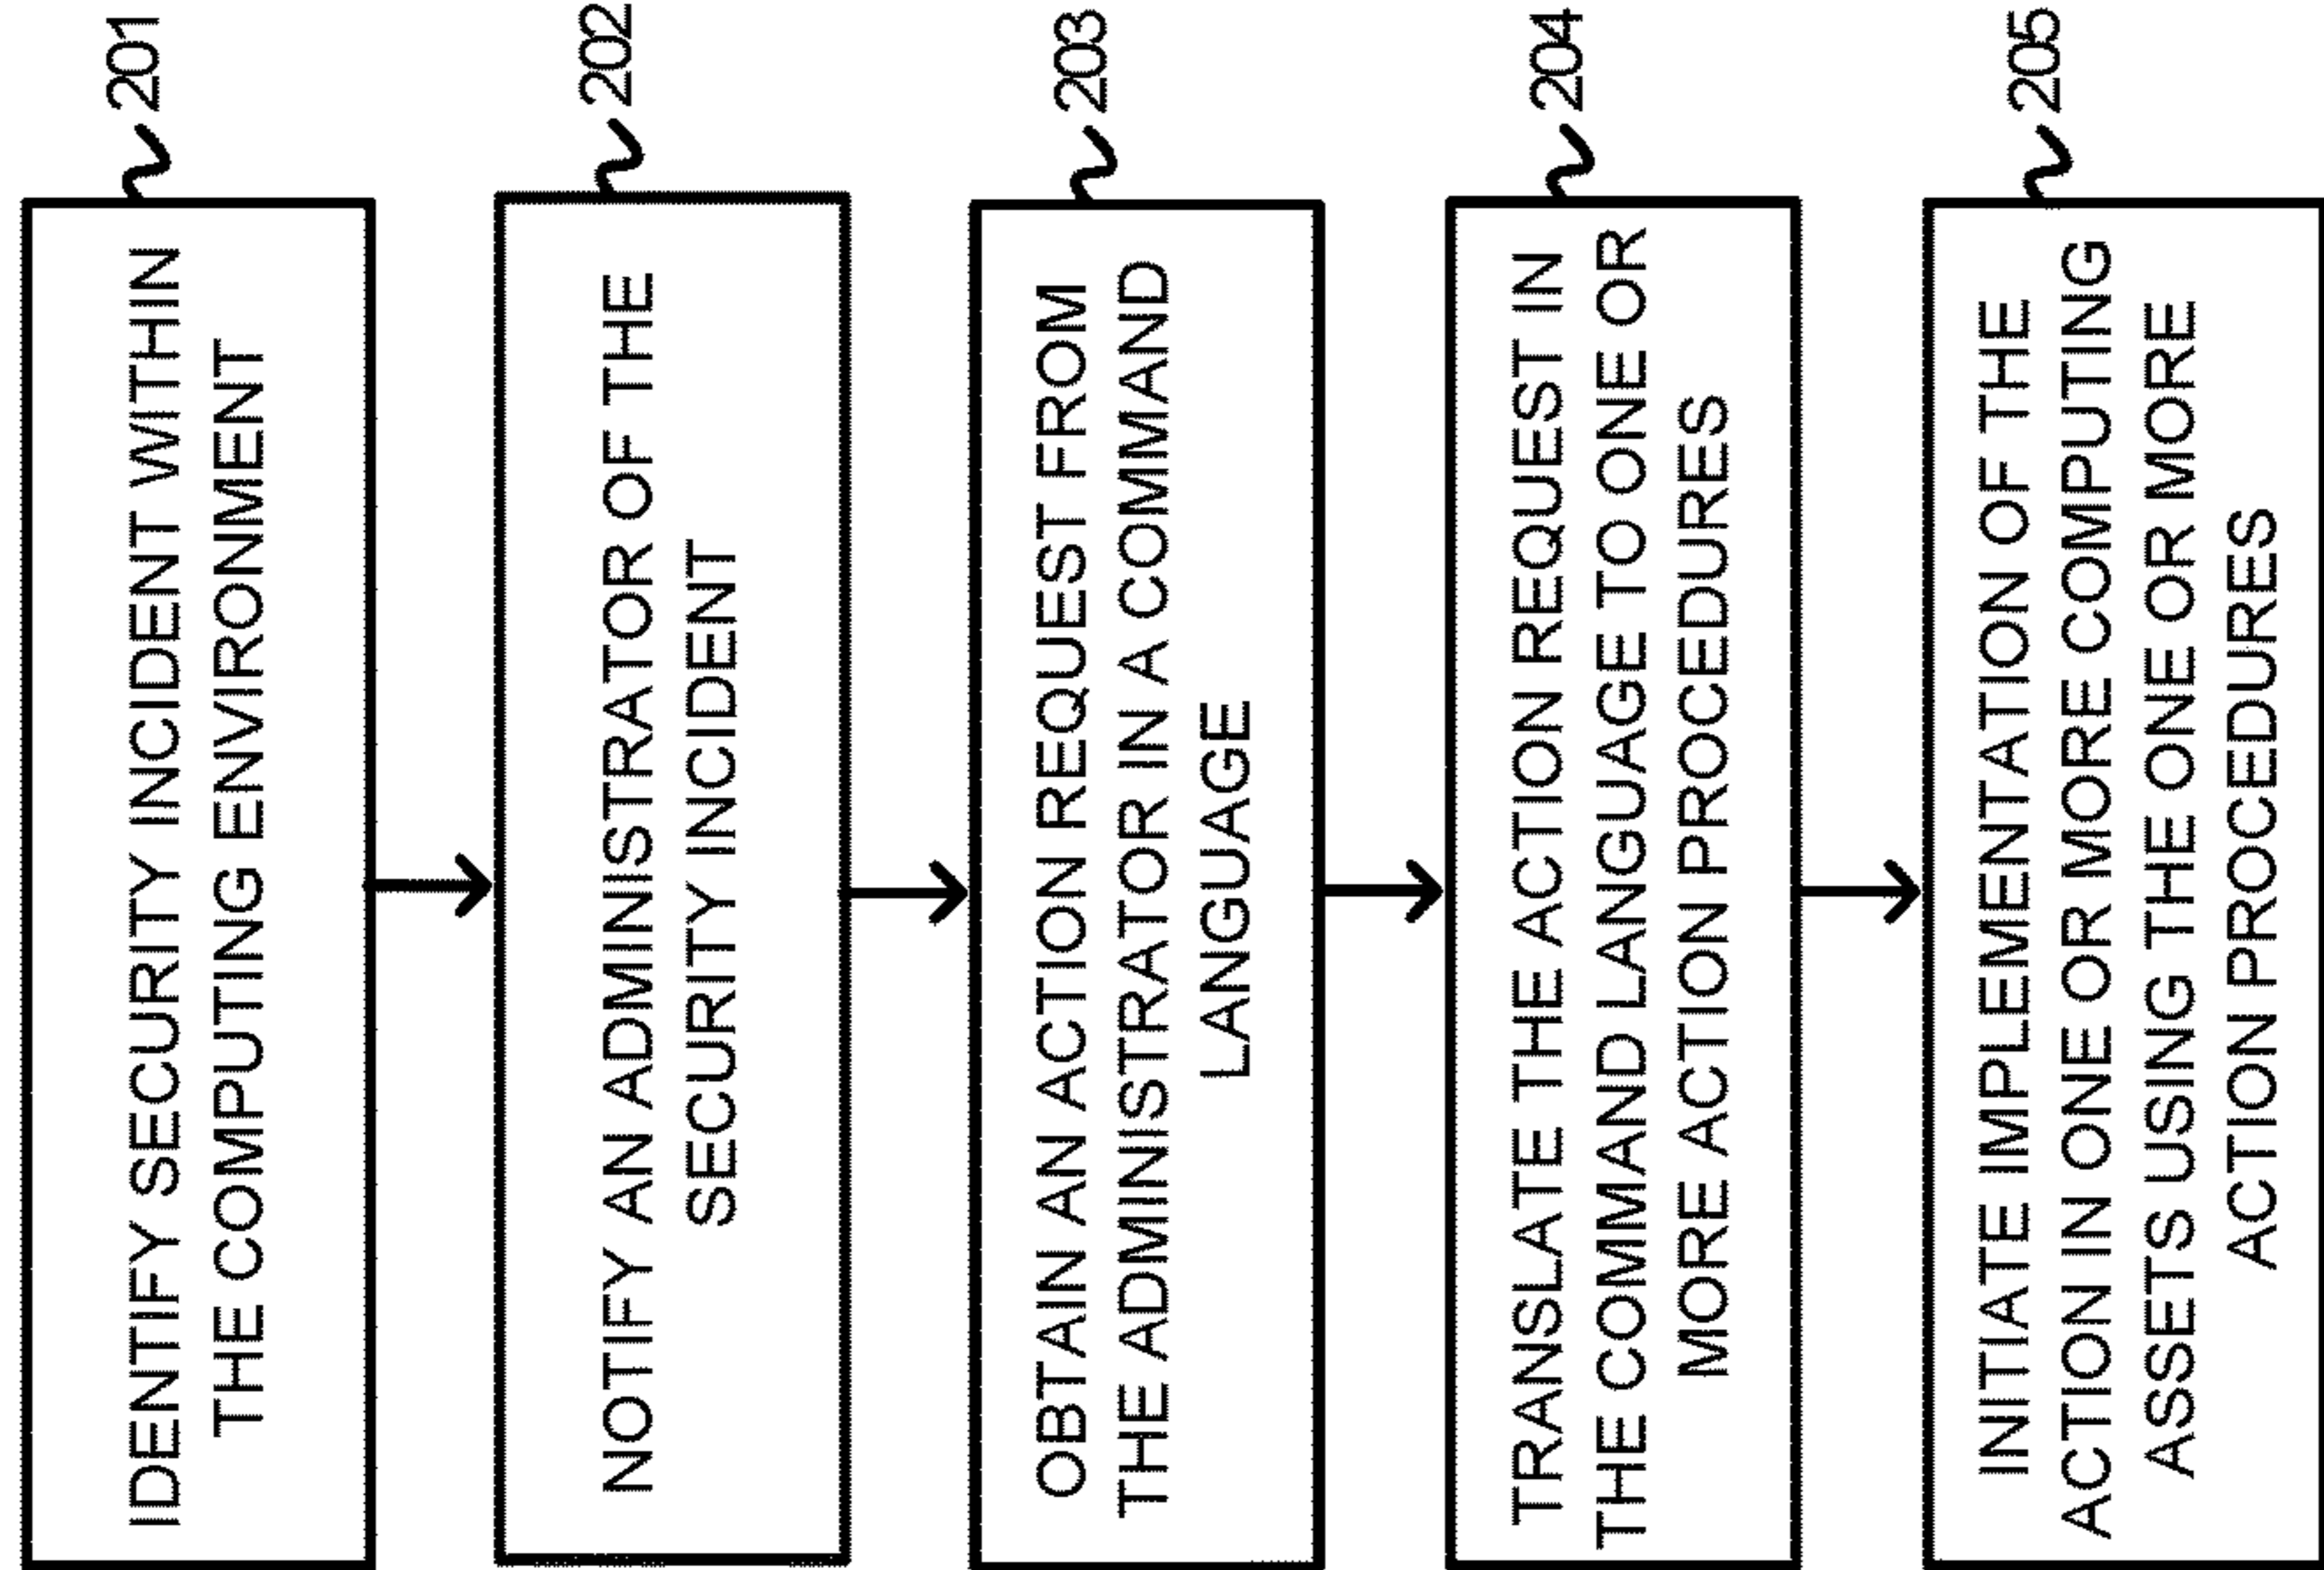 201
IDENTIFY SECURITY INCIDENT WITHIN
THE COMPUTING ENVIRONMENT
202
NOTIFY AN ADMINISTRATOR OF THE
SECURITY INCIDENT
203
OBTAIN AN ACTION REQUEST FROM
THE ADMINISTRATOR IN A COMMAND
LANGUAGE
204
TRANSLATE THE ACTION REQUEST IN
THE COMMAND LANGUAGE TO ONE OR
MORE ACTION PROCEDURES
205
INITIATE IMPLEMENTATION OF THE
ACTION IN ONE OR MORE COMPUTING
ASSETS USING THE ONE OR MORE
ACTION PROCEDURES